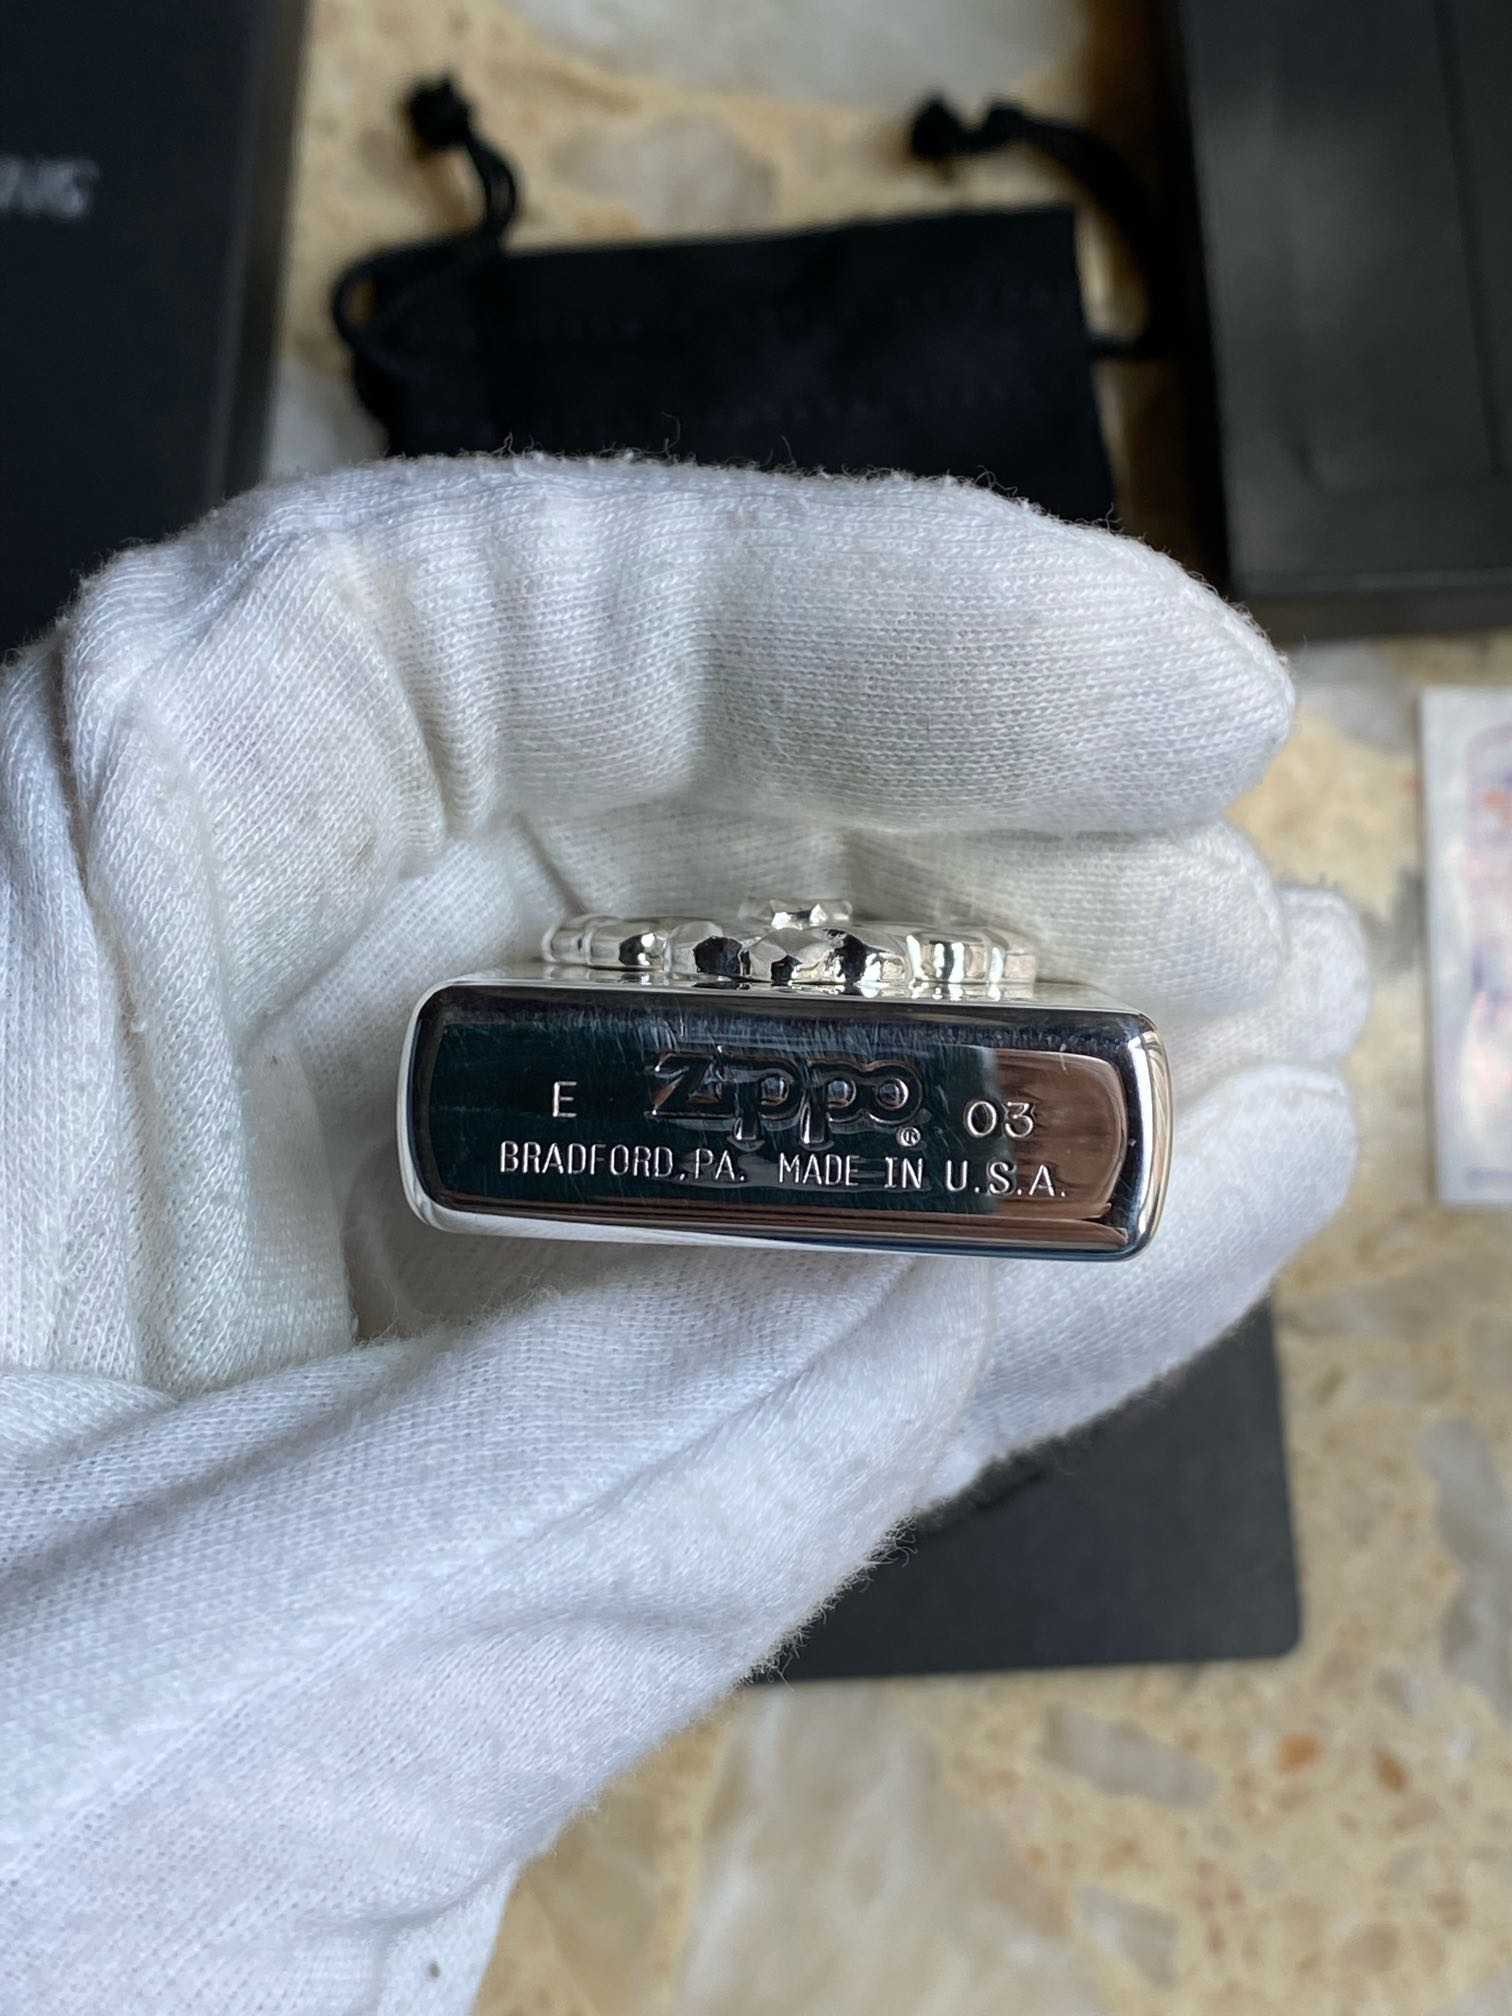 E Zippo® 03
BRADFORD,PA. MADE IN U.S.A.